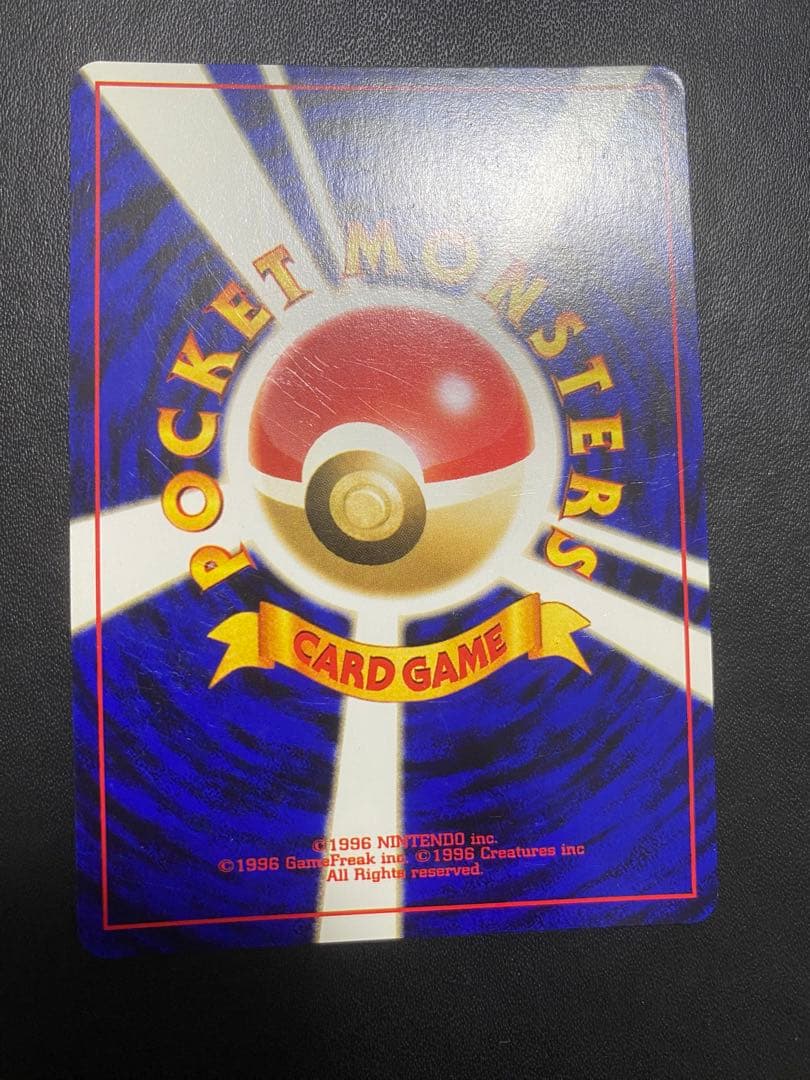 POCKET MONSTERS
CARD GAME
©1996 NINTENDO inc.
©1996 GameFreak inc. ©1996 Creatures inc
All Rights reserved.